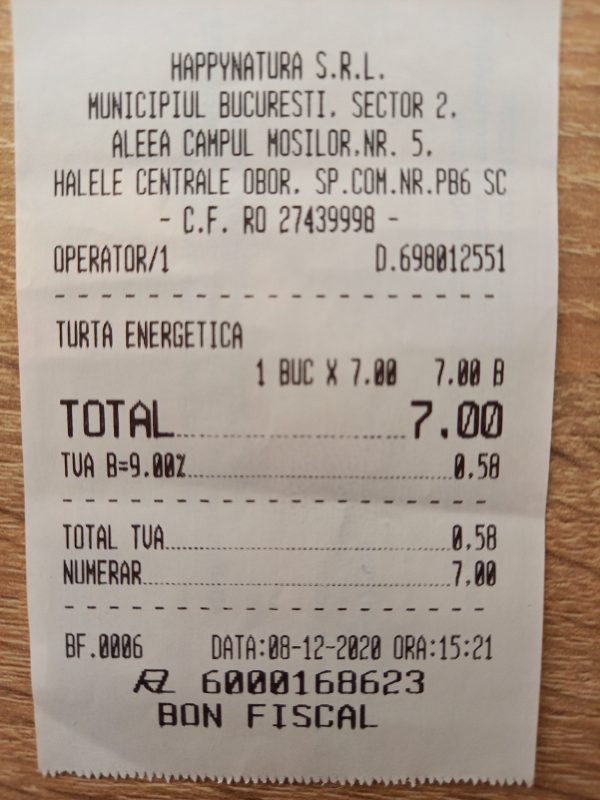 HAPPYNATURA S.R.L.
MUNICIPIUL BUCURESTI, SECTOR 2,
ALEEA CAMPUL MOSILOR,NR. 5,
HALELE CENTRALE OBOR, SP.COM.NR.PB6 SC
- C.F. RO 27439998 -
OPERATOR/1 D.698012551
TURTA ENERGETICA
1 BUC X 7.00 7.00 B
TOTAL 7.00
TVA B=9.00% 0,58
TOTAL TVA 0,58
NUMERAR 7,00
BF.0006 DATA:08-12-2020 ORA:15:21
6000168623
BON FISCAL